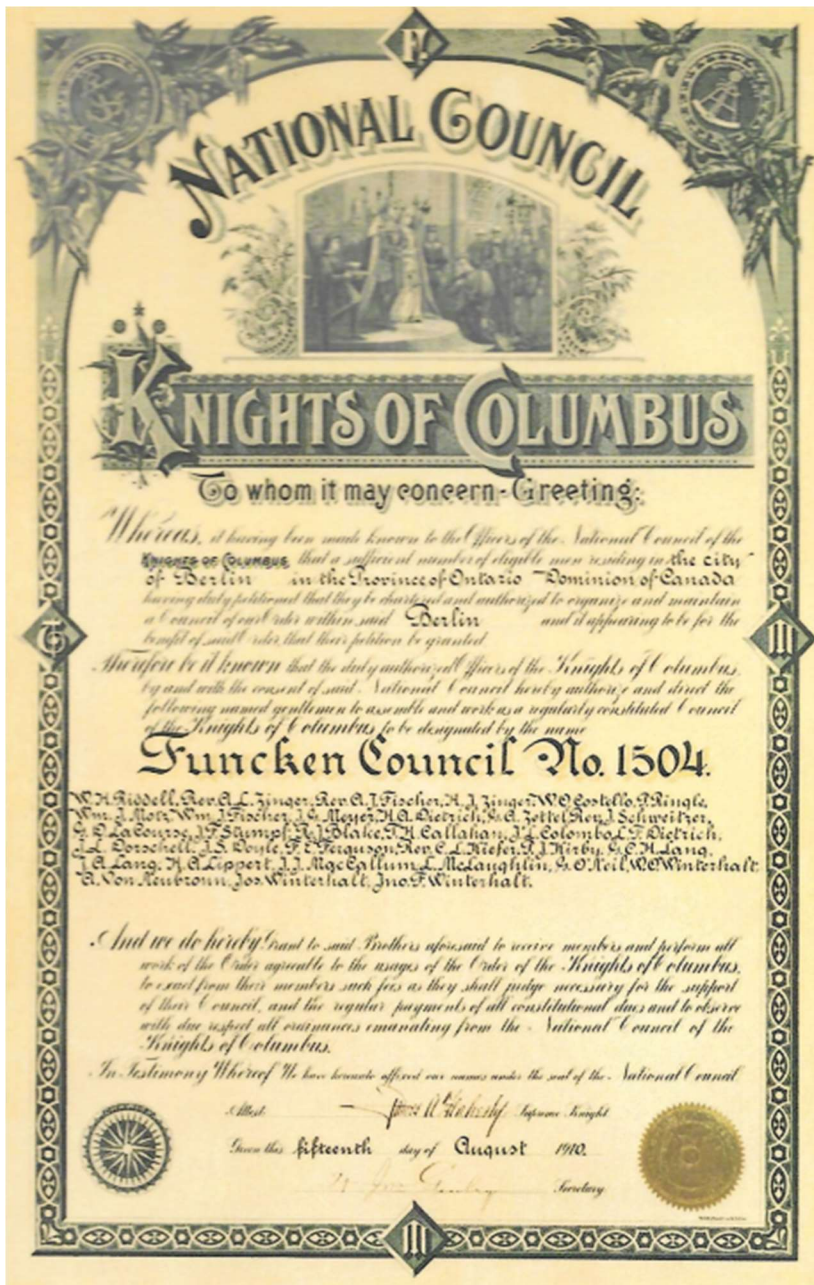 F.
NATIONAL COUNCIL
KNIGHTS OF COLUMBUS
To whom it may concern - Greeting:
Whereas, it having been made known to the Officers of the National Council of the
KNIGHTS OF COLUMBUS, that a sufficient number of eligible men residing in the city
of Berlin in the Province of Ontario Dominion of Canada
having duly petitioned that they be chartered and authorized to organize and maintain
a Council of our Order within said Berlin and it appearing to be for the
benefit of said Order that their petition be granted
Therefore be it known that the duly authorized Officers of the Knights of Columbus,
by and with the consent of said National Council hereby authorize and direct the
following named gentlemen to assemble and work as a regularly constituted Council
of the Knights of Columbus to be designated by the name
Funcken Council No. 1504.
W.H. Riddell, Rev. A.L. Zinger, Rev. A.J. Fischer, H.J. Zinger, W.O. Costello, P. Ringle,
Wm. J. Motz, Wm. J. Fischer, J.G. Meyer, H.A. Dietrich, G.A. Zettel, Rev. J. Schweitzer,
G.D. LaCourse, J.F. Stumpf, R.J. Blake, F.H. Callahan, J.L. Colombo, L.F. Dietrich,
J.L. Dorschell, J.S. Doyle, F.E. Ferguson, Rev. C.L. Kiefer, R.J. Kirby, G.C.H. Lang,
J.A. Lang, H.A. Lippert, J.J. MacCallum, L. McLaughlin, G. O'Neil, W.O. Winterhalt
A. Von Neubronn, Jos. Winterhalt, Jno. F. Winterhalt.
And we do hereby Grant to said Brothers aforesaid to receive members and perform all
work of the Order agreeable to the usages of the Order of the Knights of Columbus,
to exact from their members such fees as they shall judge necessary for the support
of their Council, and the regular payments of all constitutional dues and to observe
with due respect all ordinances emanating from the National Council of the
Knights of Columbus.
In Testimony Whereof We have hereunto affixed our names under the seal of the National Council
Attest: Supreme Knight
Given this fifteenth day of August 1910.
Secretary